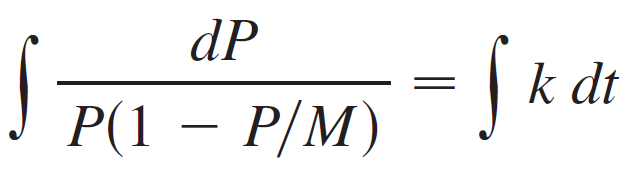 ∫ dP / P(1 − P/M) = ∫ k dt